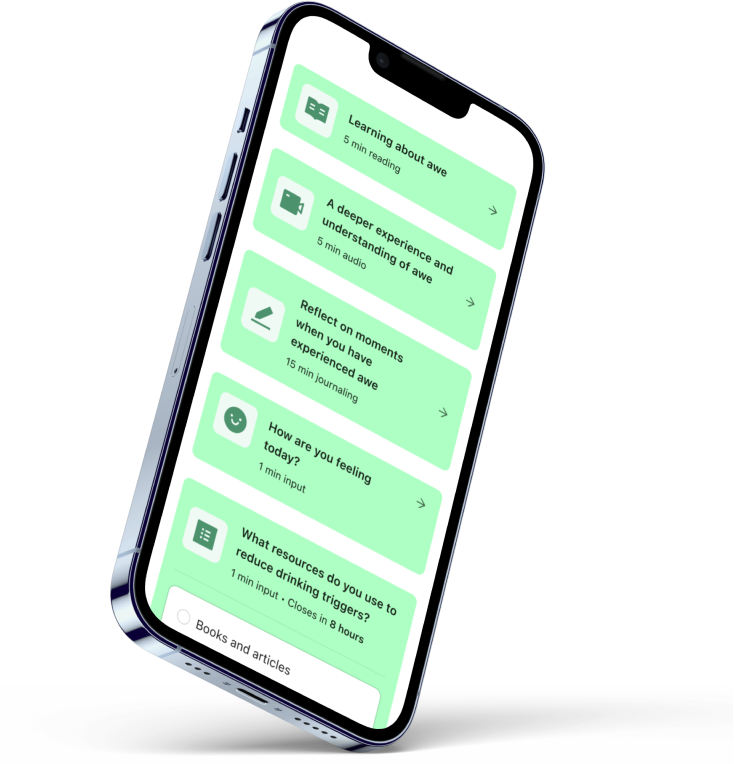 Learning about awe
5 min reading
A deeper experience and
understanding of awe
5 min audio
Reflect on moments
when you have
experienced awe
15 min journaling
How are you feeling
today?
1 min input
What resources do you use to
reduce drinking triggers?
1 min input • Closes in 8 hours
Books and articles